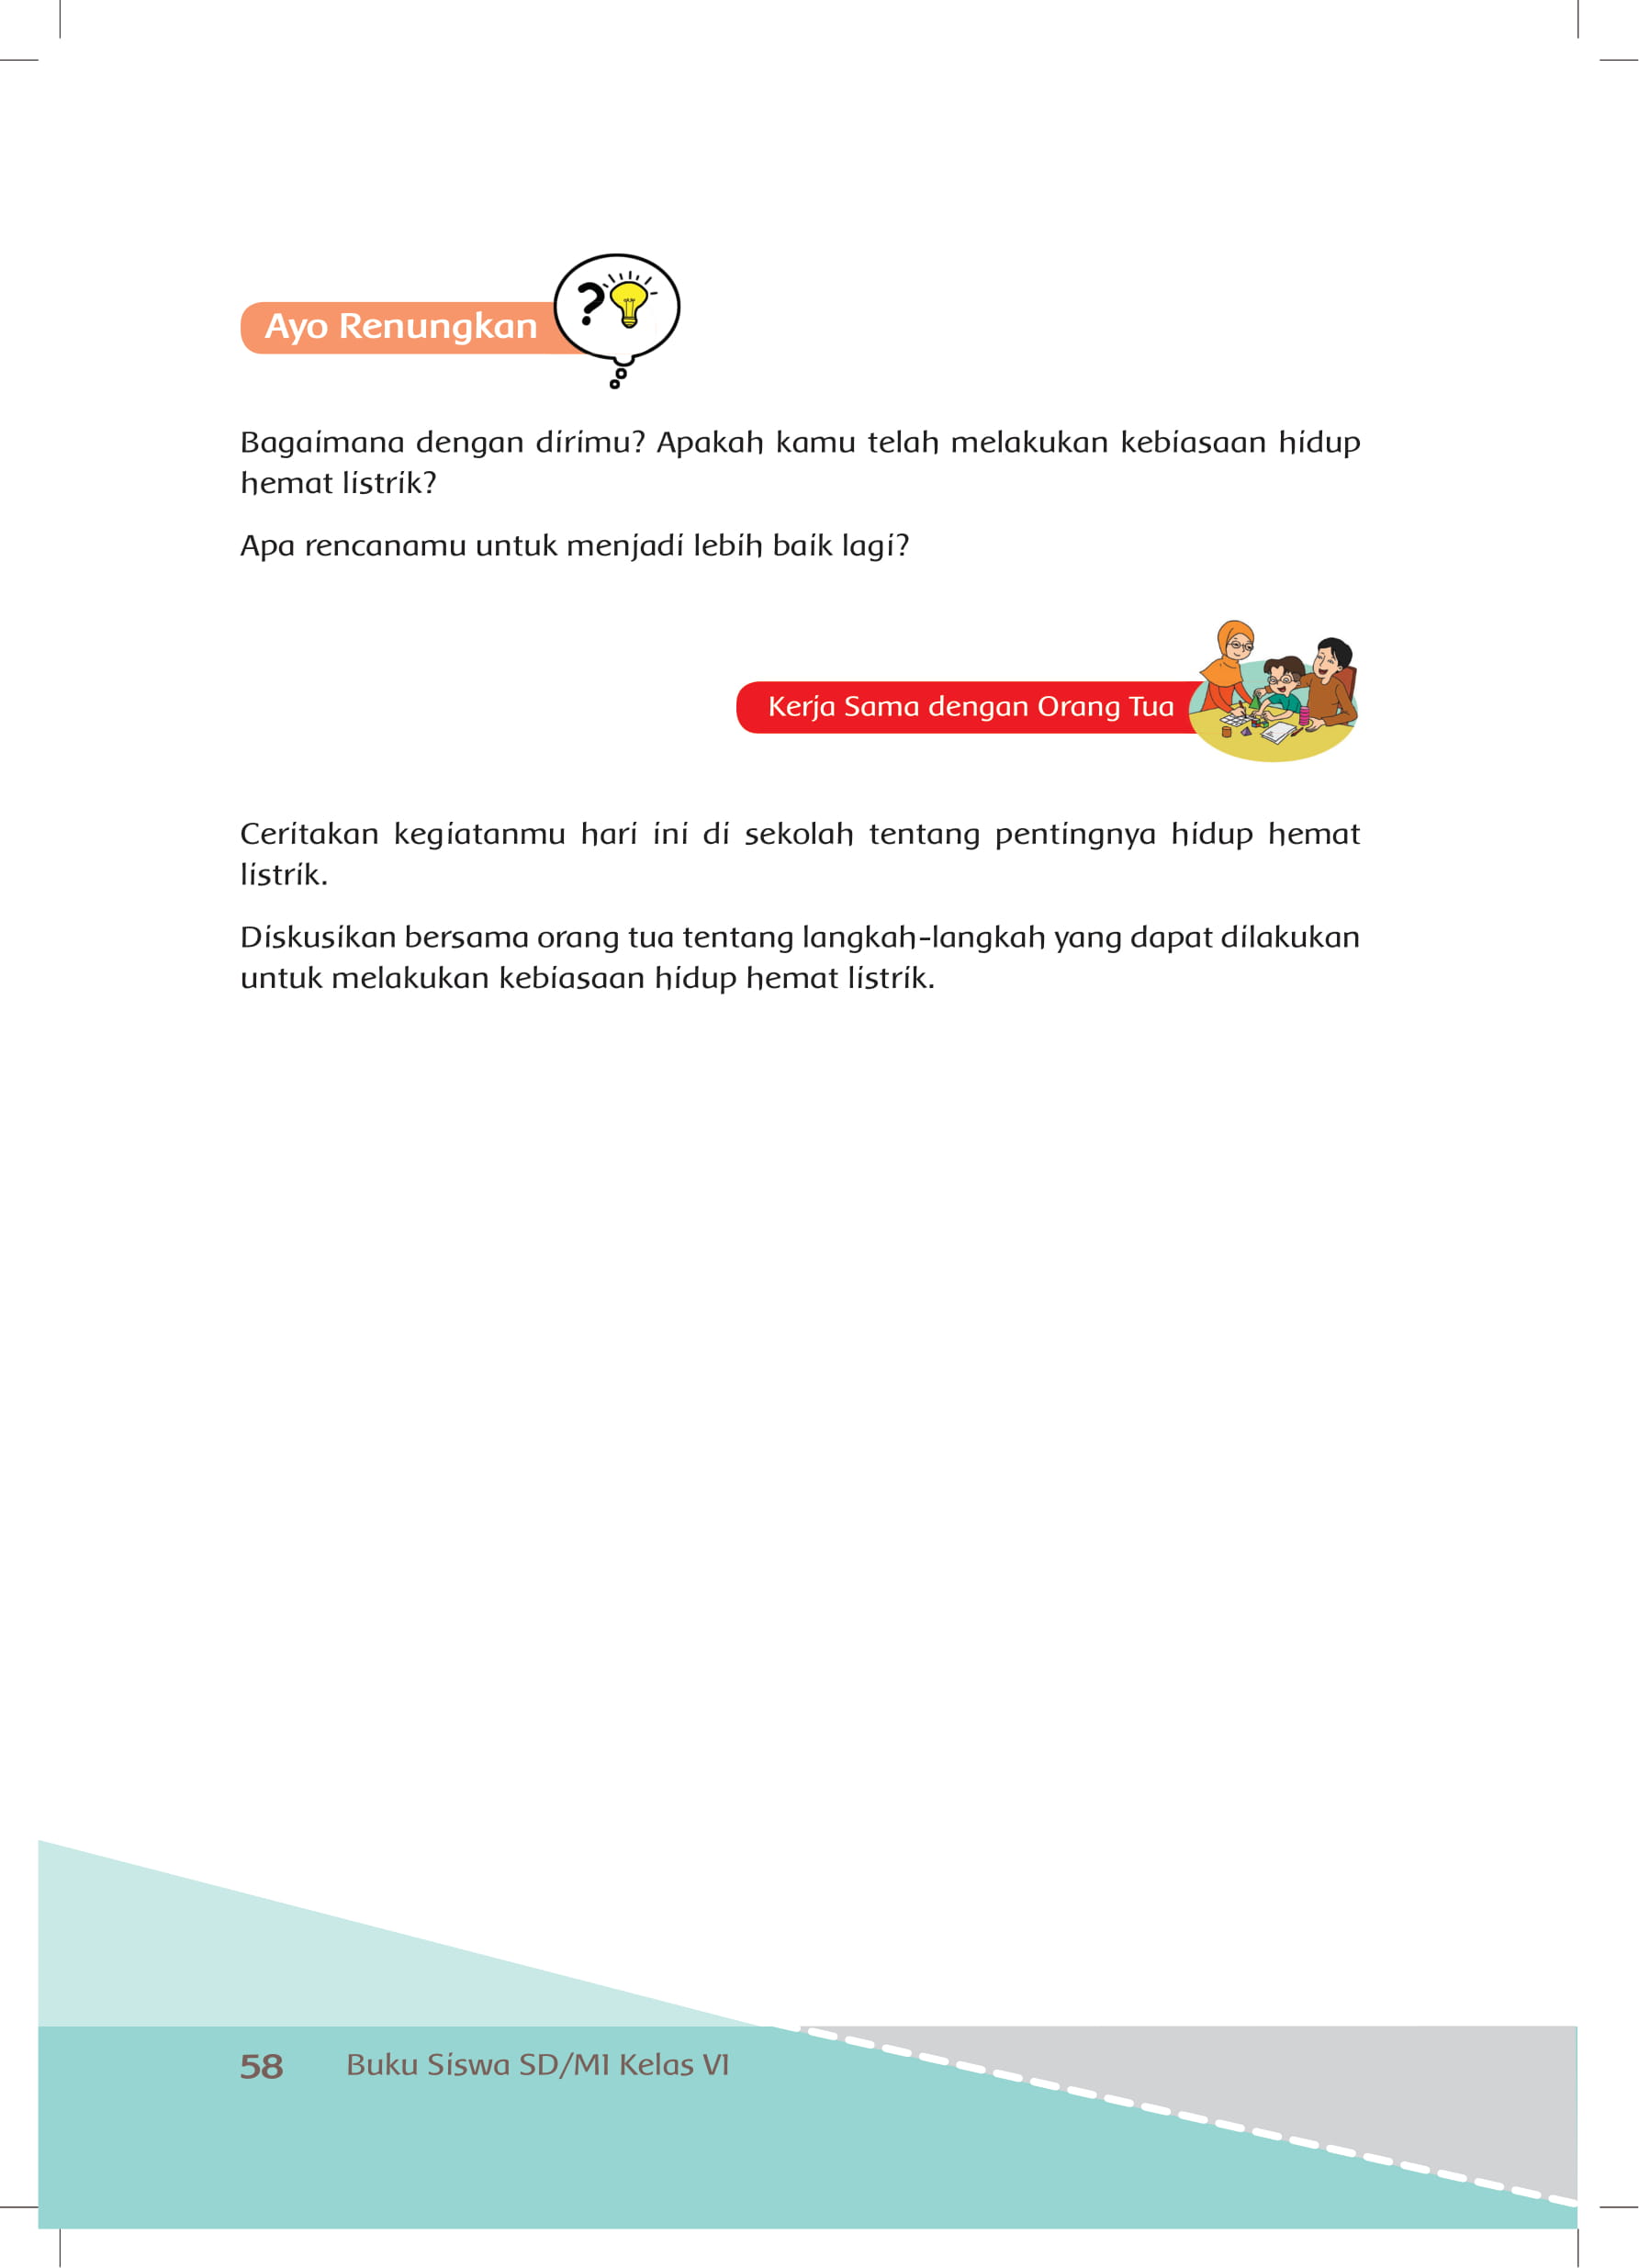 Ayo Renungkan
?
Bagaimana dengan dirimu? Apakah kamu telah melakukan kebiasaan hidup
hemat listrik?
Apa rencanamu untuk menjadi lebih baik lagi?
Kerja Sama dengan Orang Tua
Ceritakan kegiatanmu hari ini di sekolah tentang pentingnya hidup hemat
listrik.
Diskusikan bersama orang tua tentang langkah-langkah yang dapat dilakukan
untuk melakukan kebiasaan hidup hemat listrik.
58 Buku Siswa SD/MI Kelas VI